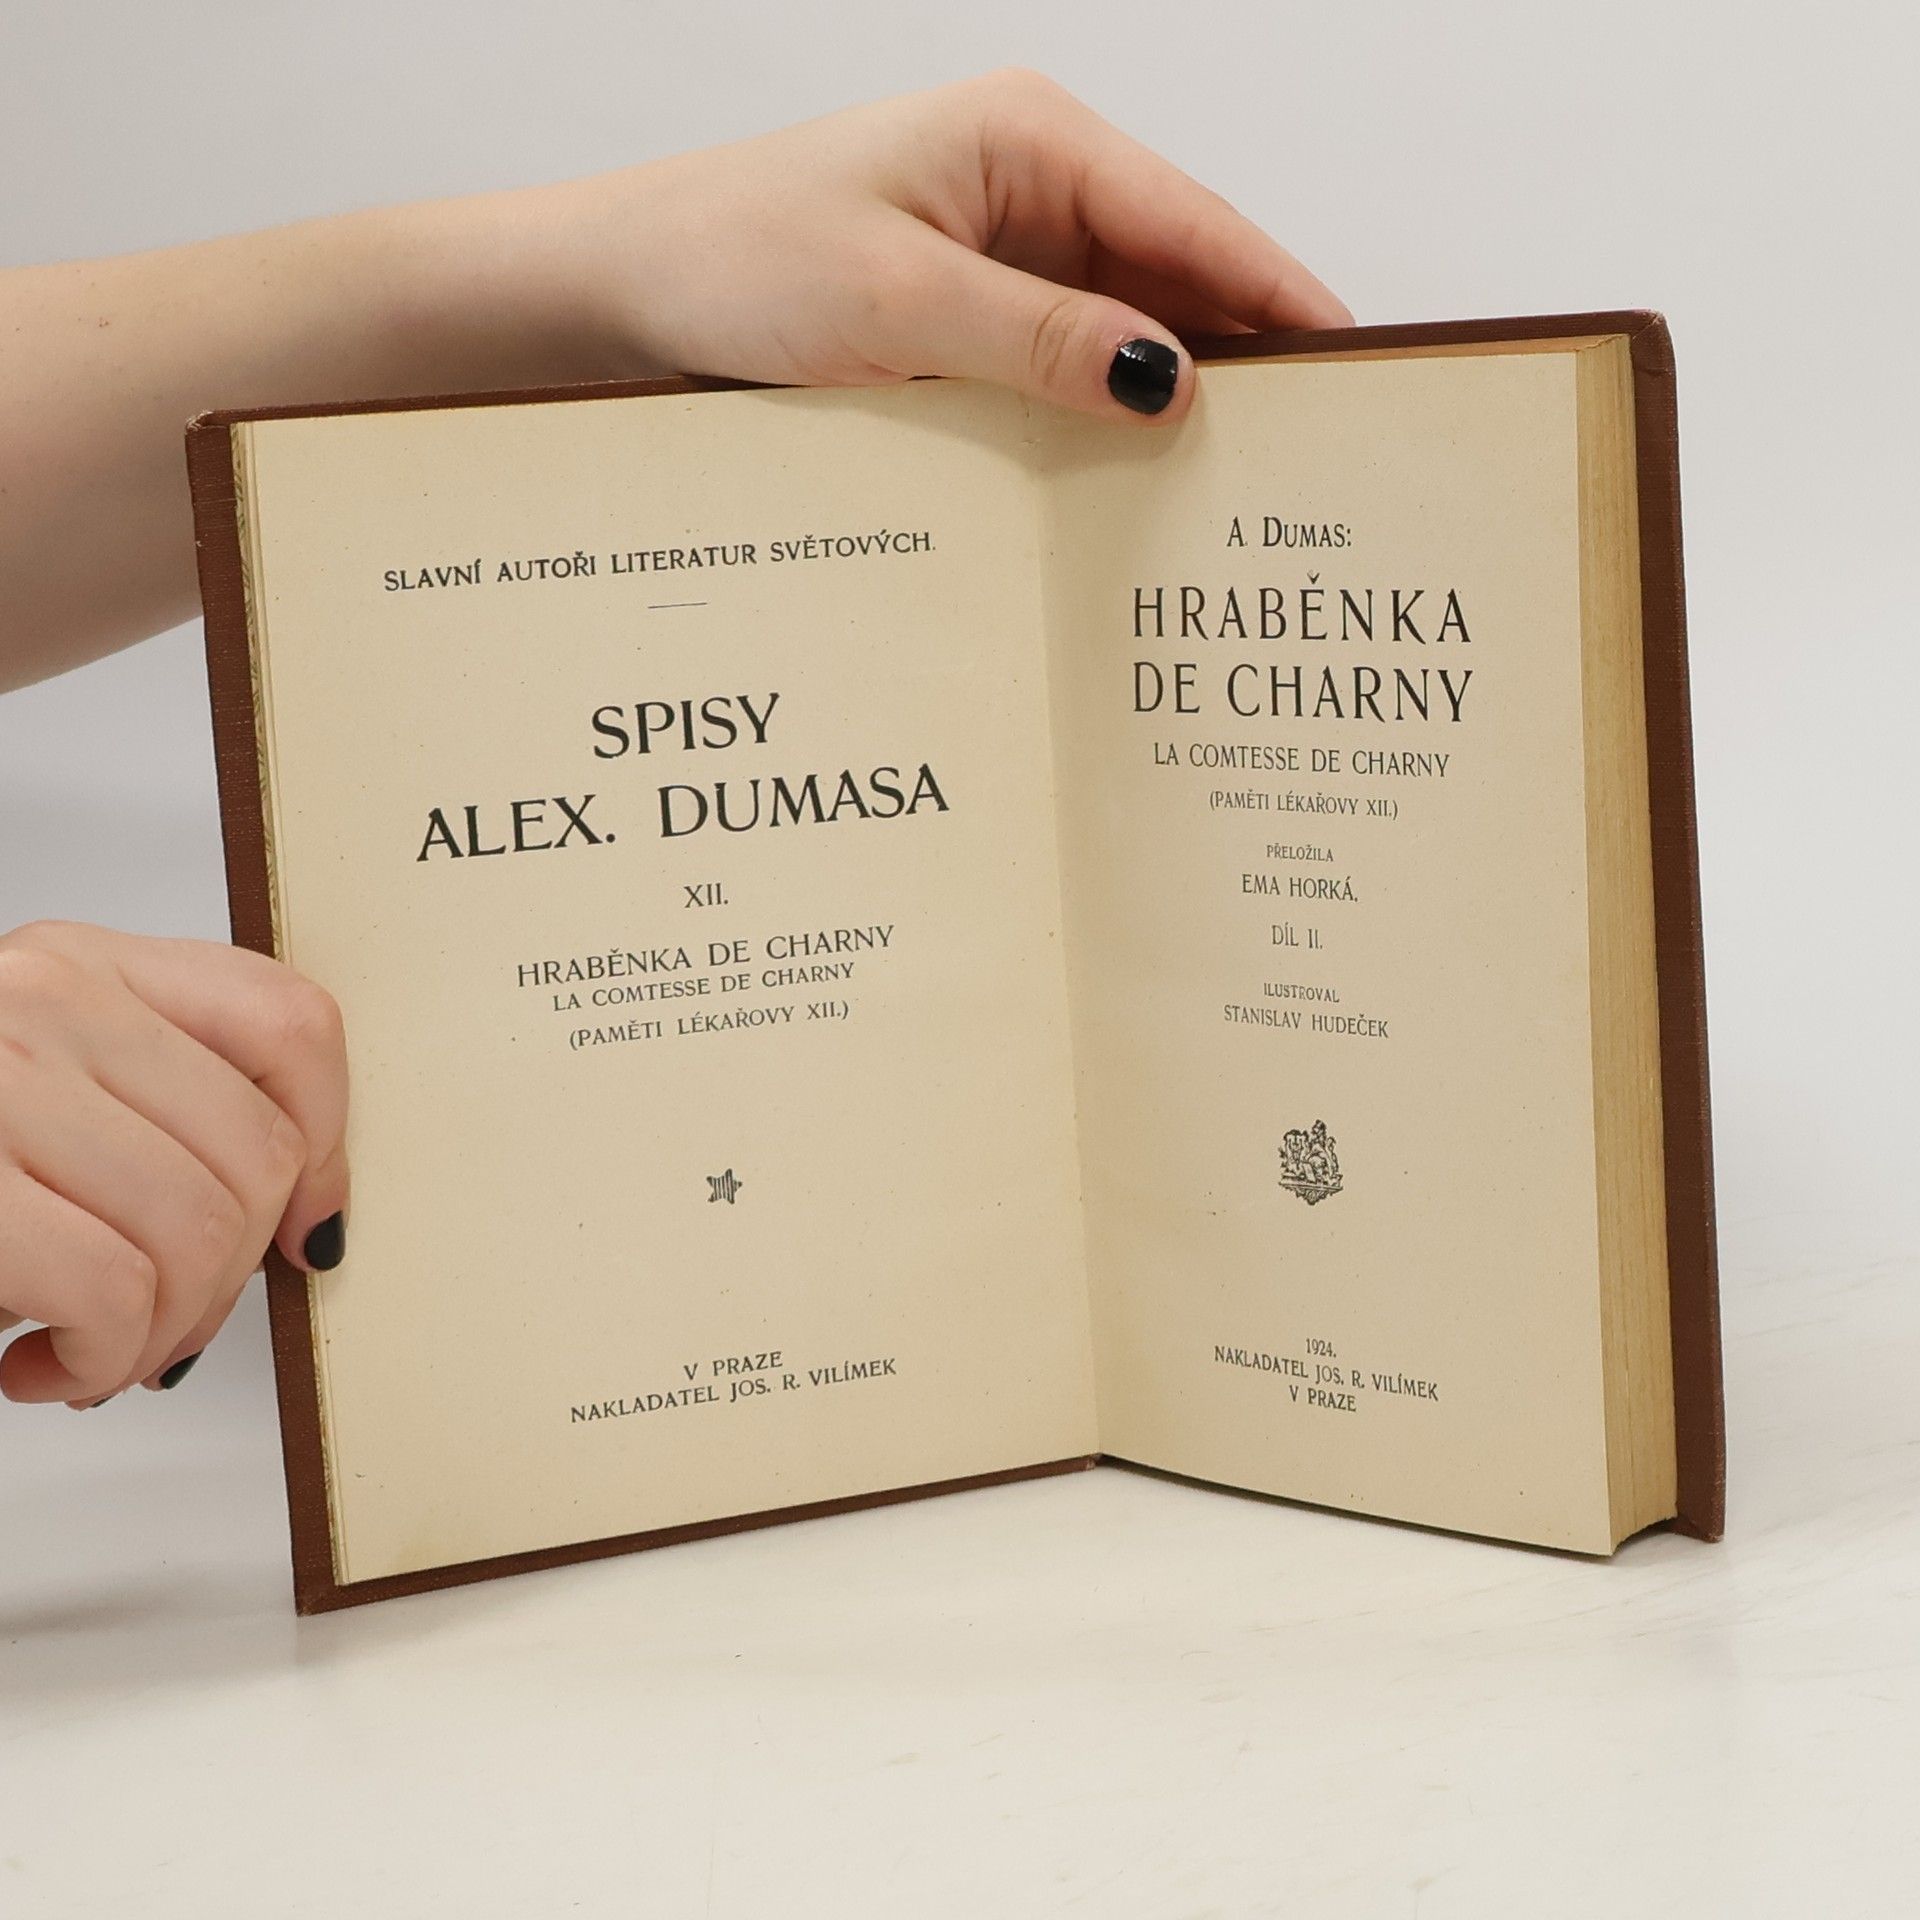 SLAVNÍ AUTOŘI LITERATUR SVĚTOVÝCH.
SPISY
ALEX. DUMASA
XII.
HRABĚNKA DE CHARNY
LA COMTESSE DE CHARNY
(PAMĚTI LÉKAŘOVY XII.)
V PRAZE
NAKLADATEL JOS. R. VILÍMEK
A. DUMAS:
HRABĚNKA
DE CHARNY
LA COMTESSE DE CHARNY
(PAMĚTI LÉKAŘOVY XII.)
PŘELOŽILA
EMA HORKÁ.
DÍL II.
ILUSTROVAL
STANISLAV HUDEČEK
1924.
NAKLADATEL JOS. R. VILÍMEK
V PRAZE